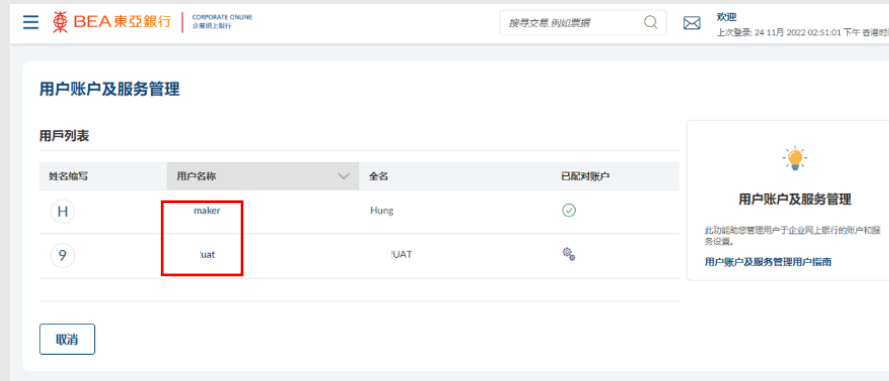 BEA東亞銀行
CORPORATE ONLINE
企業網上銀行
搜寻交易,例如票据
欢迎
上次登录: 24 11月 2022 02:51:01 下午 香港时
用户账户及服务管理
用戶列表
姓名缩写 用户名称 全名 已配对账户
H maker Hung
9 uat UAT
取消
用户账户及服务管理
此功能助您管理用户于企业网上银行的账户和服
务设置。
用户账户及服务管理用户指南